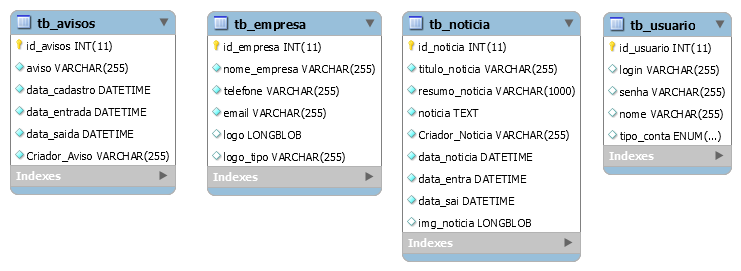 tb_avisos
id_avisos INT(11)
aviso VARCHAR(255)
data_cadastro DATETIME
data_entrada DATETIME
data_saida DATETIME
Criador_Aviso VARCHAR(255)
Indexes
tb_empresa
id_empresa INT(11)
nome_empresa VARCHAR(255)
telefone VARCHAR(255)
email VARCHAR(255)
logo LONGBLOB
logo_tipo VARCHAR(255)
Indexes
tb_noticia
id_noticia INT(11)
titulo_noticia VARCHAR(255)
resumo_noticia VARCHAR(1000)
noticia TEXT
Criador_Noticia VARCHAR(255)
data_noticia DATETIME
data_entra DATETIME
data_sai DATETIME
img_noticia LONGBLOB
Indexes
tb_usuario
id_usuario INT(11)
login VARCHAR(255)
senha VARCHAR(255)
nome VARCHAR(255)
tipo_conta ENUM(...)
Indexes